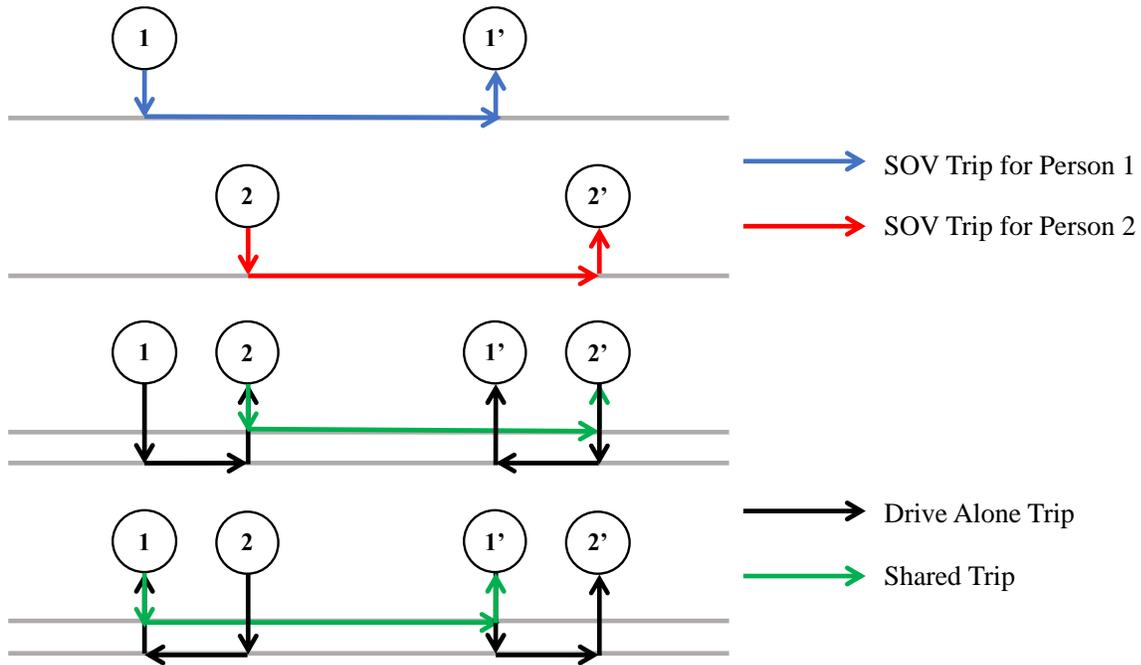 1 1’
SOV Trip for Person 1
2 2’
SOV Trip for Person 2
1 2 1’ 2’
Drive Alone Trip
1 2 1’ 2’
Shared Trip